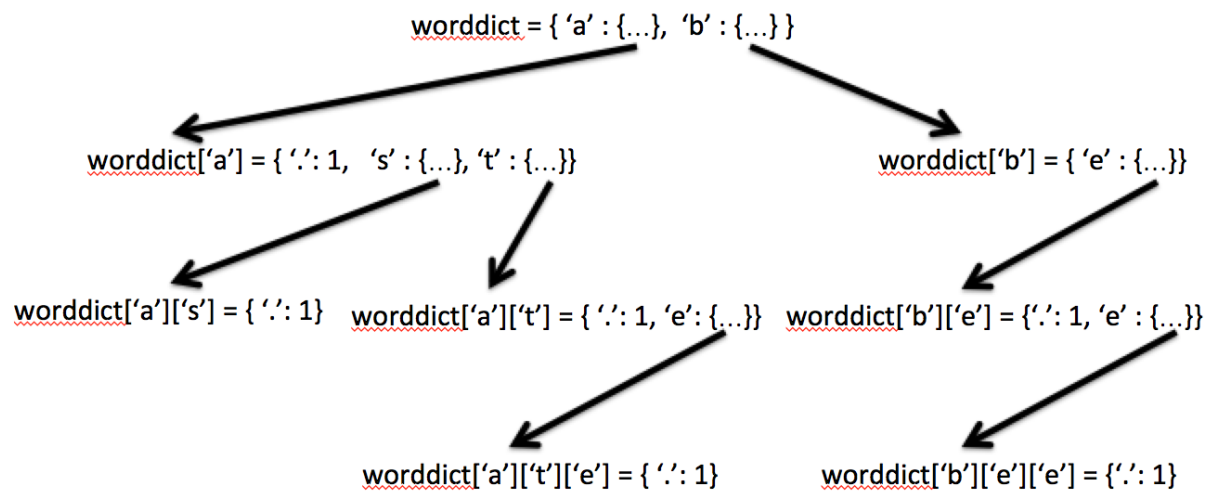 worddict = { ‘a’ : {…}, ‘b’ : {…} }
worddict[‘a’] = { ‘.’: 1, ‘s’ : {…}, ‘t’ : {…}}
worddict[‘b’] = { ‘e’ : {…}}
worddict[‘a’][‘s’] = { ‘.’: 1}
worddict[‘a’][‘t’] = { ‘.’: 1, ‘e’: {…}}
worddict[‘b’][‘e’] = {‘.’: 1, ‘e’ : {…}}
worddict[‘a’][‘t’][‘e’] = { ‘.’: 1}
worddict[‘b’][‘e’][‘e’] = {‘.’: 1}